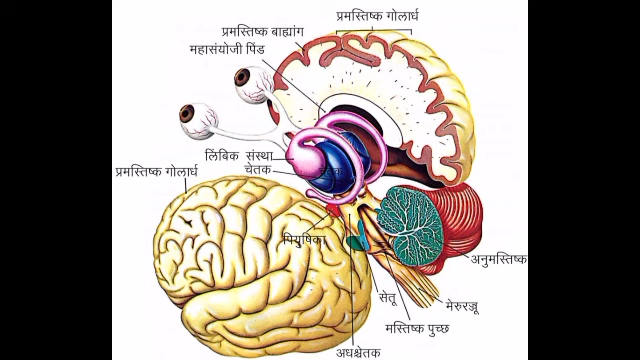 प्रमस्तिष्क गोलार्ध
प्रमस्तिष्क बाह्यांग
महासंयोजी पिंड
लिंबिक संस्था
चेतक
प्रमस्तिष्क गोलार्ध
पियुषिका
अनुमस्तिष्क
सेतू
मेरुरज्जू
मस्तिष्क पुच्छ
अधश्चेतक